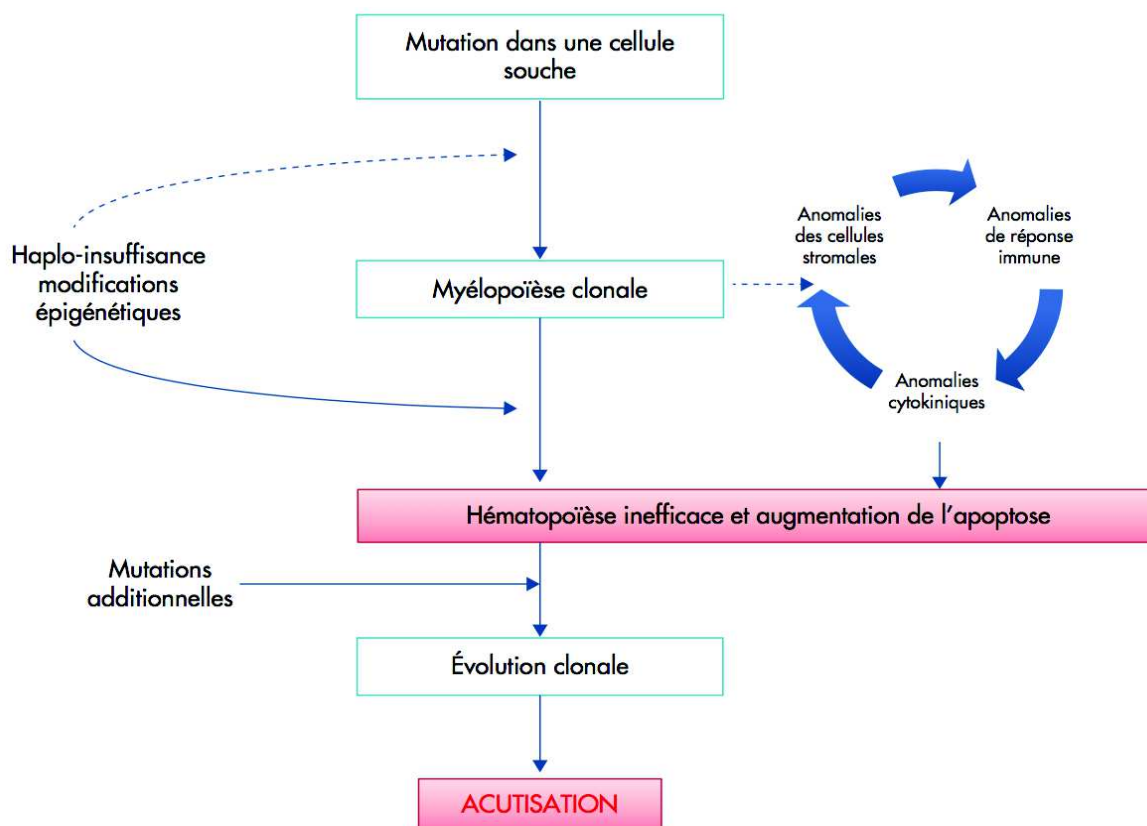 Mutation dans une cellule
souche
Anomalies
des cellules
stromales
Anomalies
de réponse
immune
Haplo-insuffisance
modifications
épigénétiques
Myélopoïèse clonale
Anomalies
cytokiniques
Hématopoïèse inefficace et augmentation de l'apoptose
Mutations
additionnelles
Évolution clonale
ACUTISATION